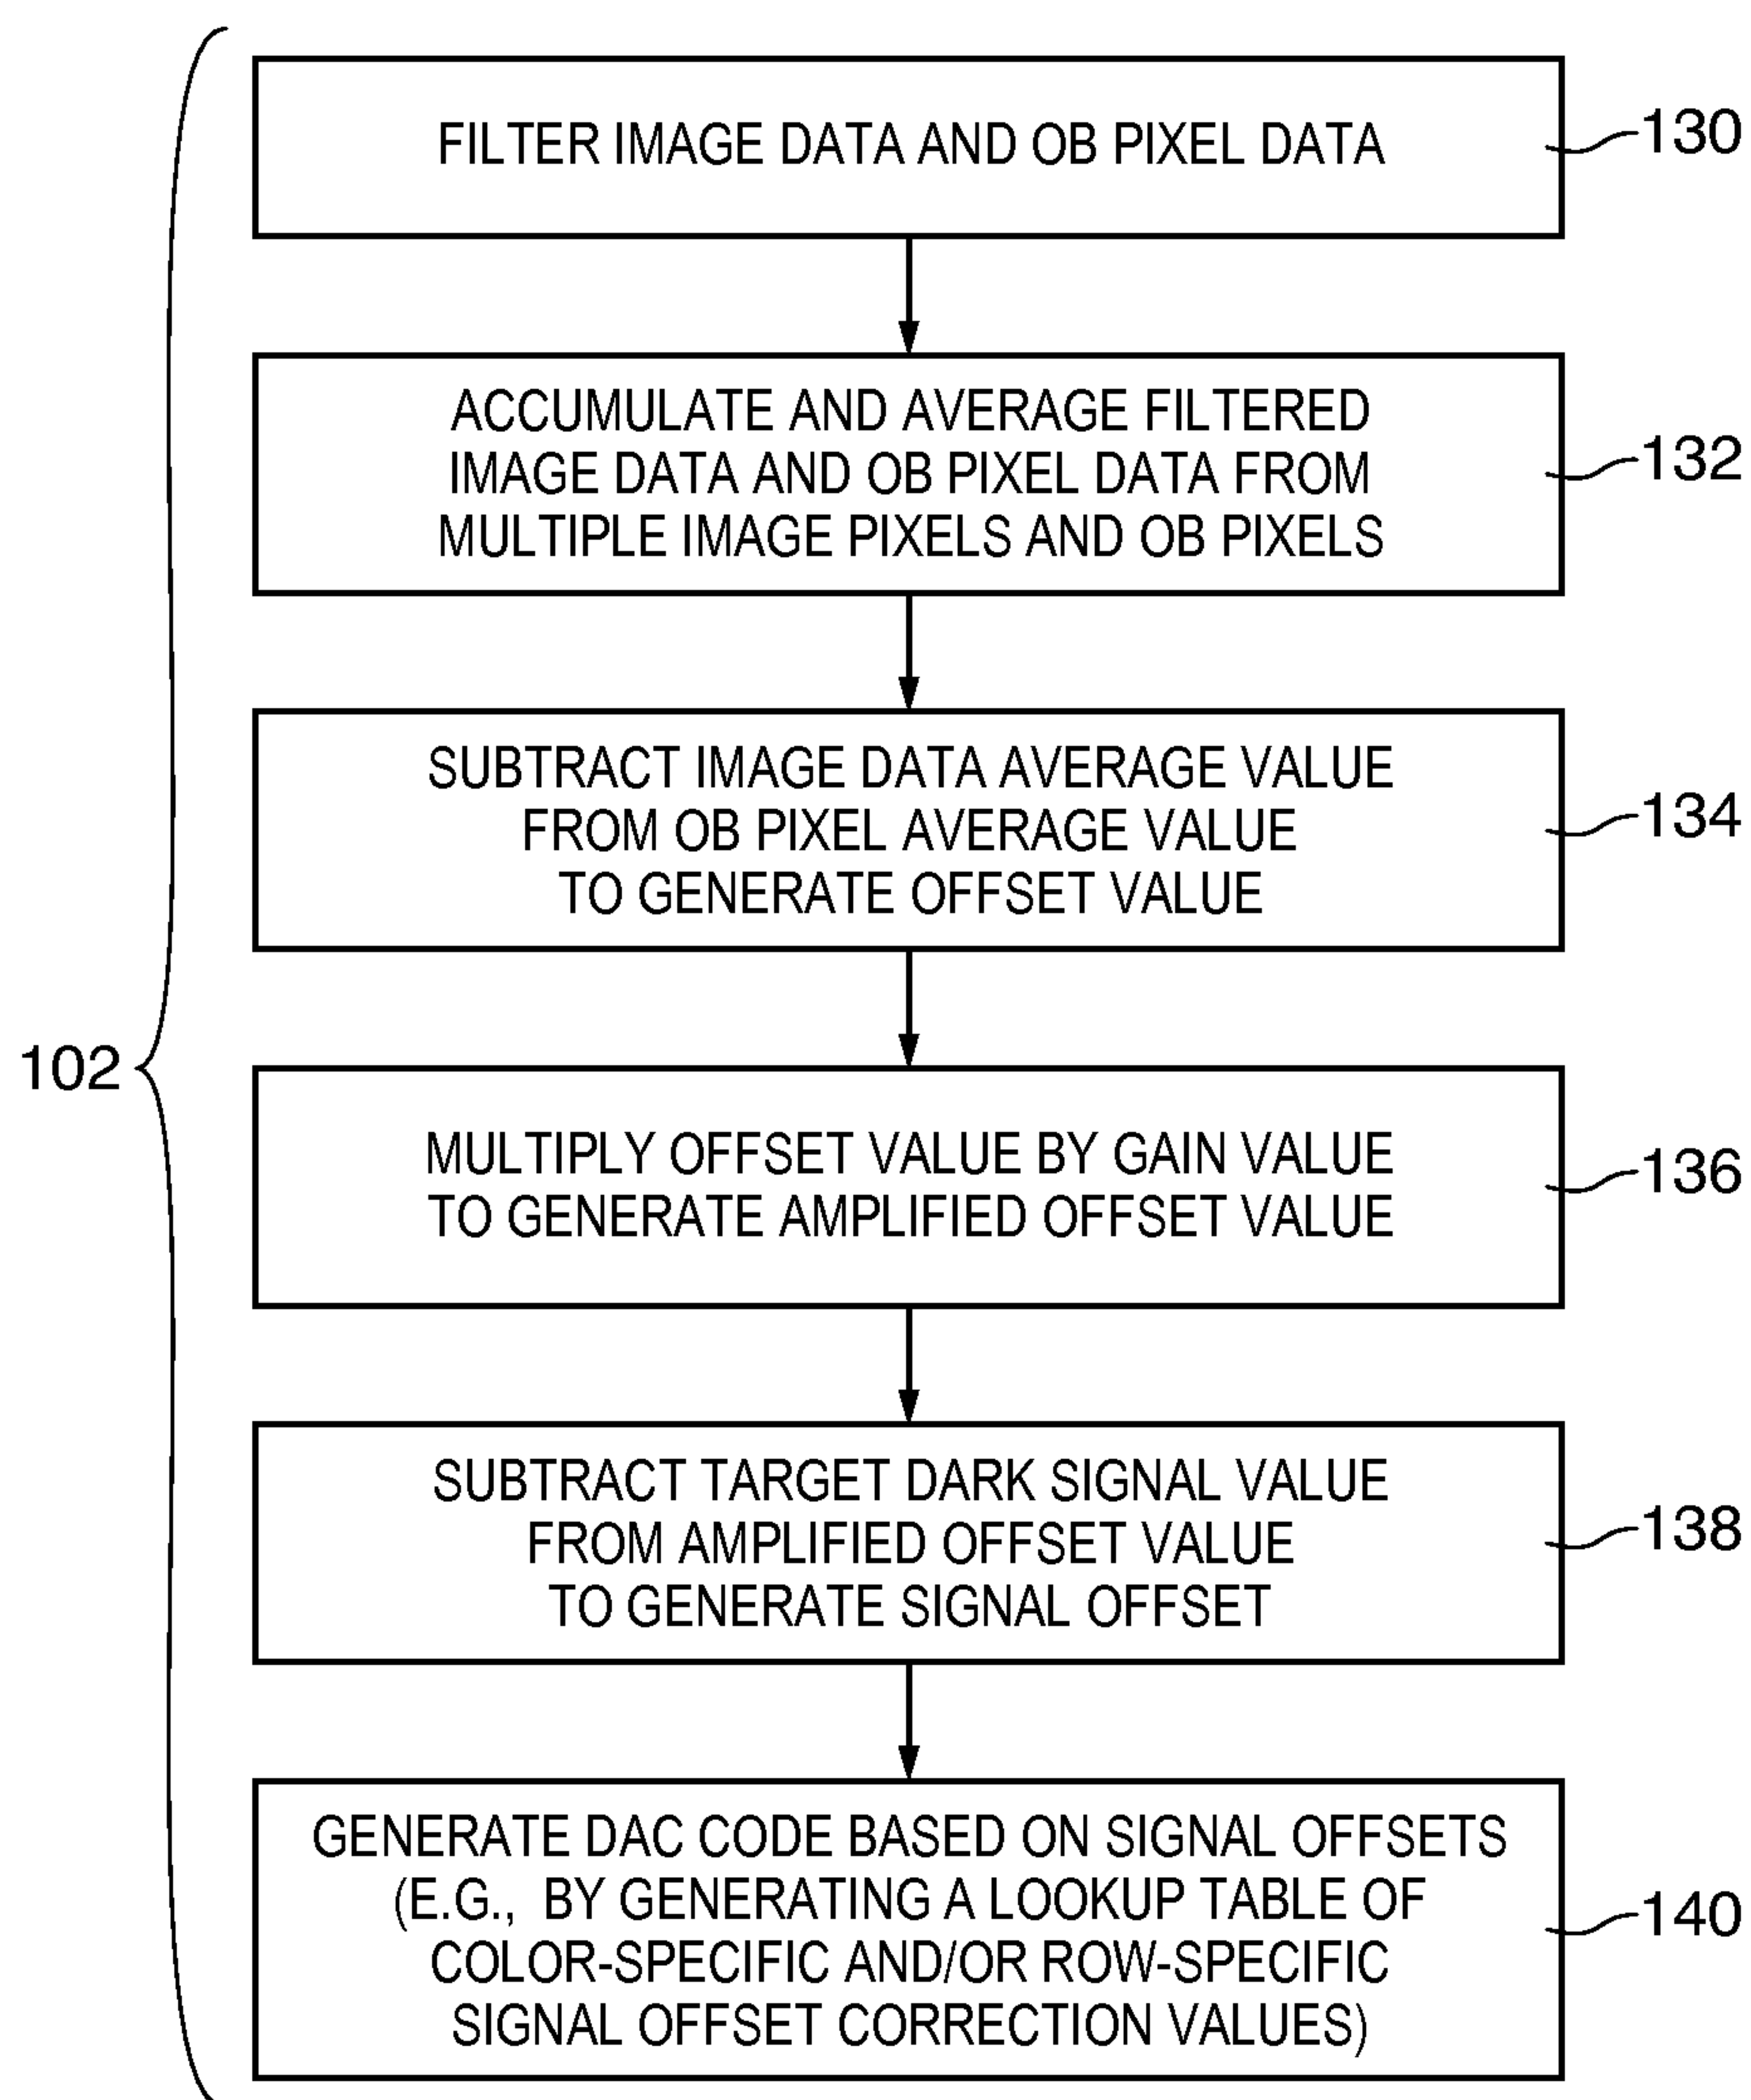 FILTER IMAGE DATA AND OB PIXEL DATA
130
ACCUMULATE AND AVERAGE FILTERED
IMAGE DATA AND OB PIXEL DATA FROM
MULTIPLE IMAGE PIXELS AND OB PIXELS
132
SUBTRACT IMAGE DATA AVERAGE VALUE
FROM OB PIXEL AVERAGE VALUE
TO GENERATE OFFSET VALUE
134
102
MULTIPLY OFFSET VALUE BY GAIN VALUE
TO GENERATE AMPLIFIED OFFSET VALUE
136
SUBTRACT TARGET DARK SIGNAL VALUE
FROM AMPLIFIED OFFSET VALUE
TO GENERATE SIGNAL OFFSET
138
GENERATE DAC CODE BASED ON SIGNAL OFFSETS
(E.G., BY GENERATING A LOOKUP TABLE OF
COLOR-SPECIFIC AND/OR ROW-SPECIFIC
SIGNAL OFFSET CORRECTION VALUES)
140